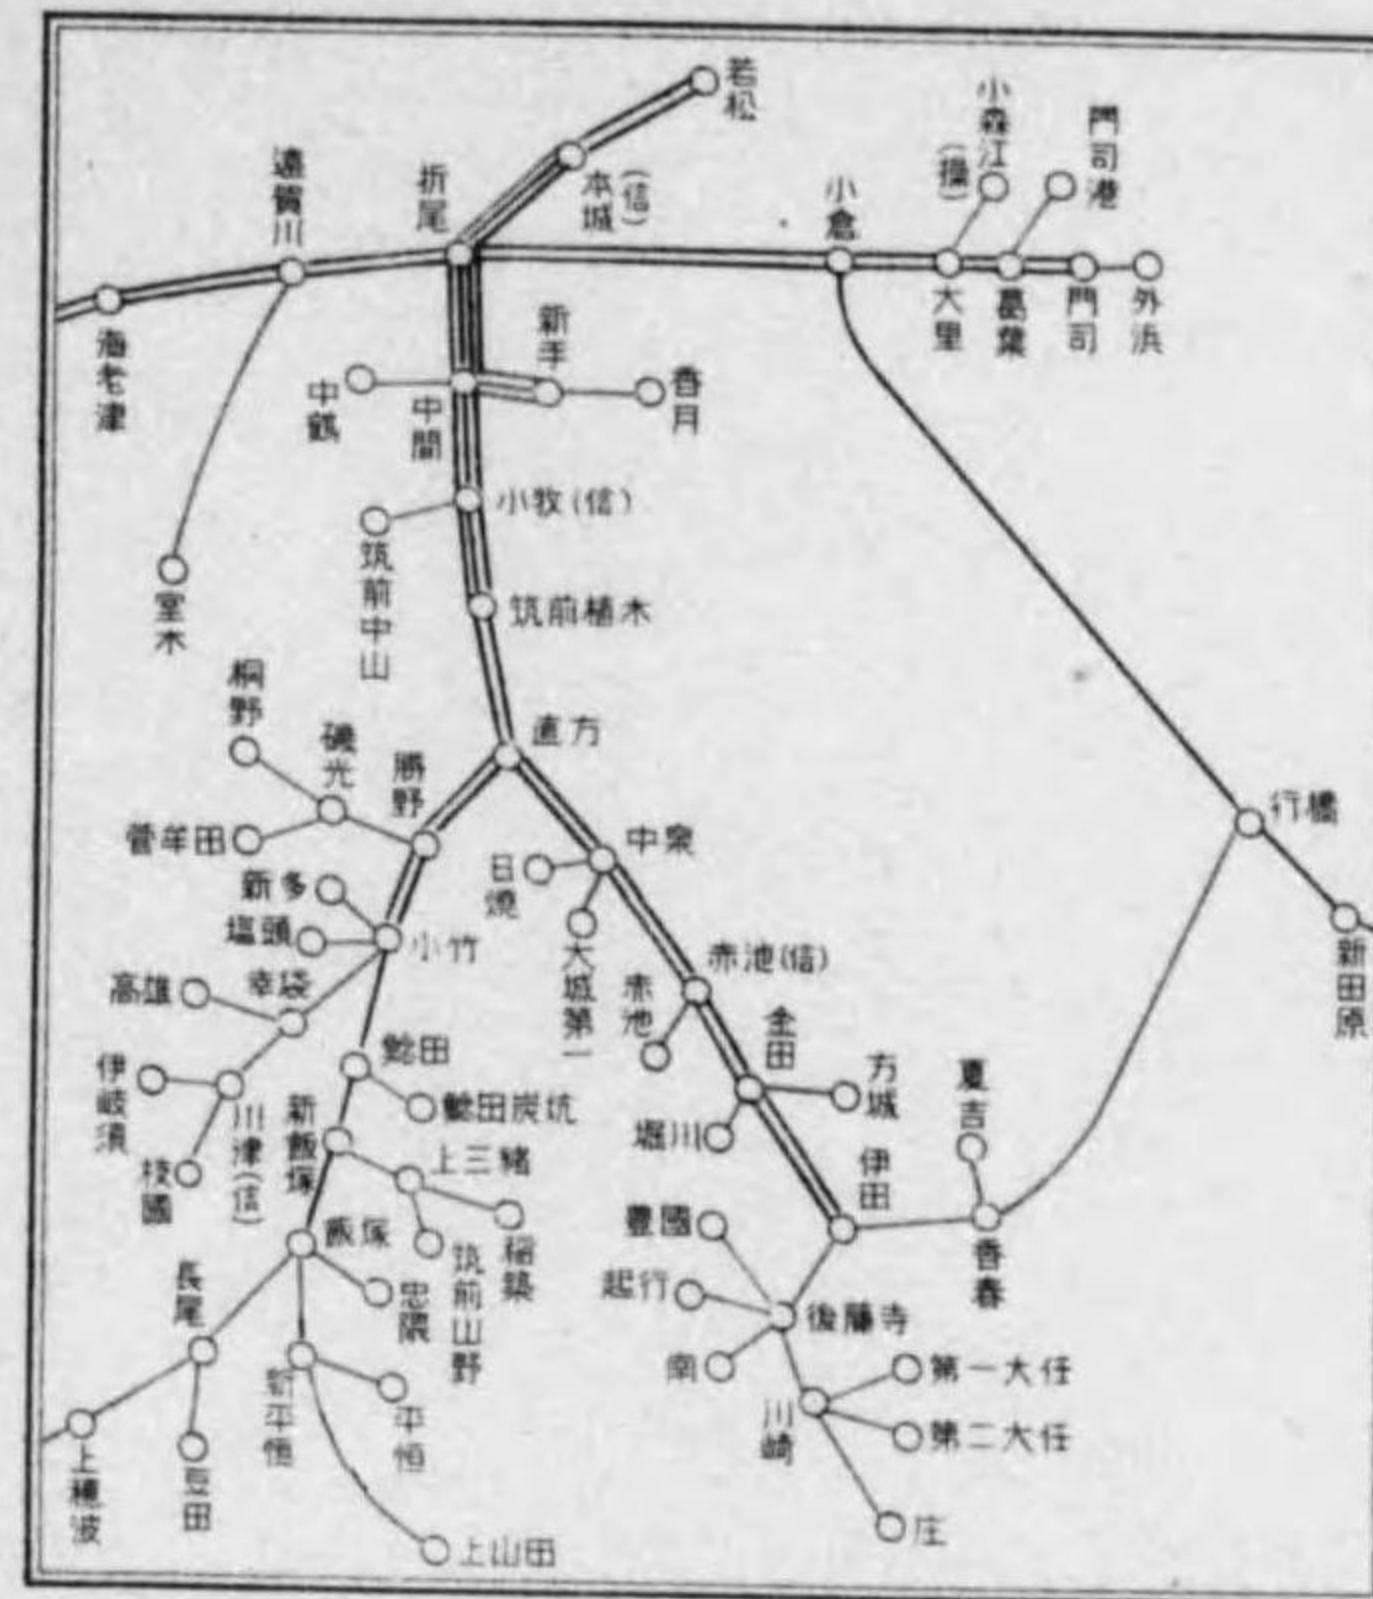 若松
本城(信)
折尾
遠賀川
海老津
室木
小倉
大里
小森江(操)
葛葉
門司港
門司
外浜
中鶴
中間
新手
香月
小牧(信)
筑前中山
筑前植木
直方
勝野
磯光
桐野
菅牟田
新多
塩頭
小竹
幸袋
高雄
川津(信)
伊岐須
枝國
鯰田
鯰田炭坑
新飯塚
上三緒
稲築
筑前山野
飯塚
忠隈
長尾
豆田
上穂波
新平恒
平恒
上山田
中泉
日焼
大城第一
赤池(信)
赤池
金田
方城
堀川
伊田
夏吉
香春
行橋
新田原
豊國
起行
後藤寺
南
川崎
第一大任
第二大任
庄